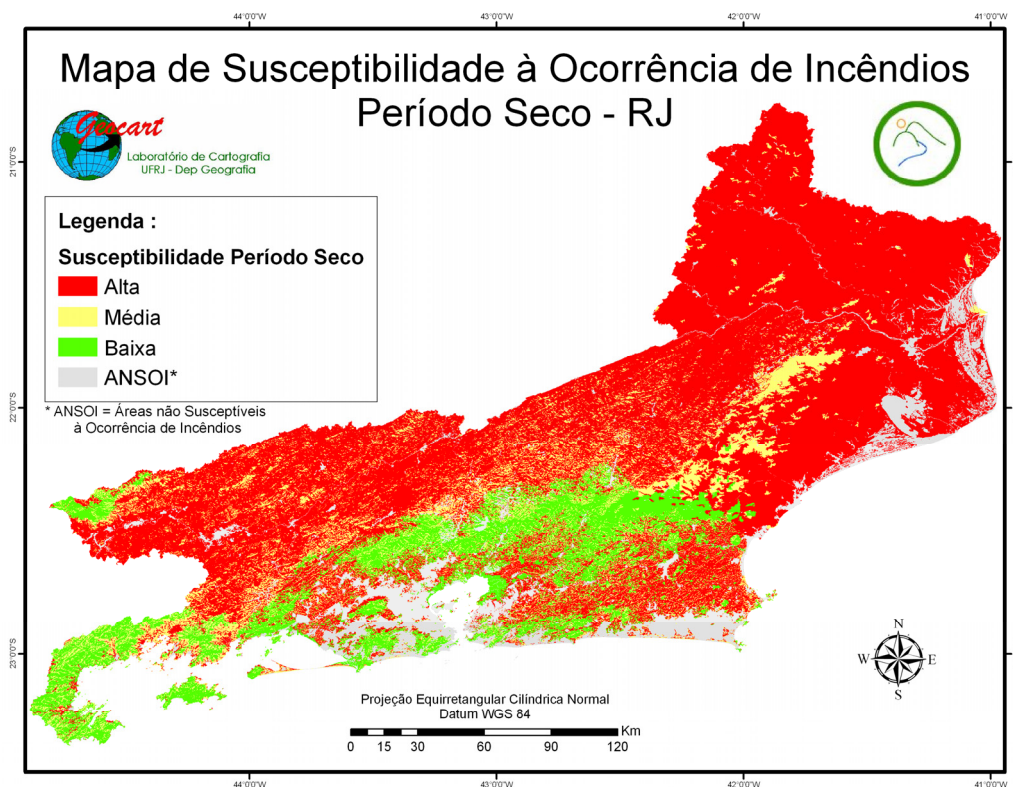 44°0'0"W 43°0'0"W 42°0'0"W 41°0'0"W
Mapa de Susceptibilidade à Ocorrência de Incêndios
Período Seco - RJ
Geocart
Laboratório de Cartografia
UFRJ - Dep Geografia
21°0'0"S
Legenda :
Susceptibilidade Período Seco
Alta
Média
Baixa
ANSOI*
* ANSOI = Áreas não Susceptíveis
à Ocorrência de Incêndios
22°0'0"S
23°0'0"S
N
W E
S
Projeção Equirretangular Cilíndrica Normal
Datum WGS 84
Km
0 15 30 60 90 120
44°0'0"W 43°0'0"W 42°0'0"W 41°0'0"W